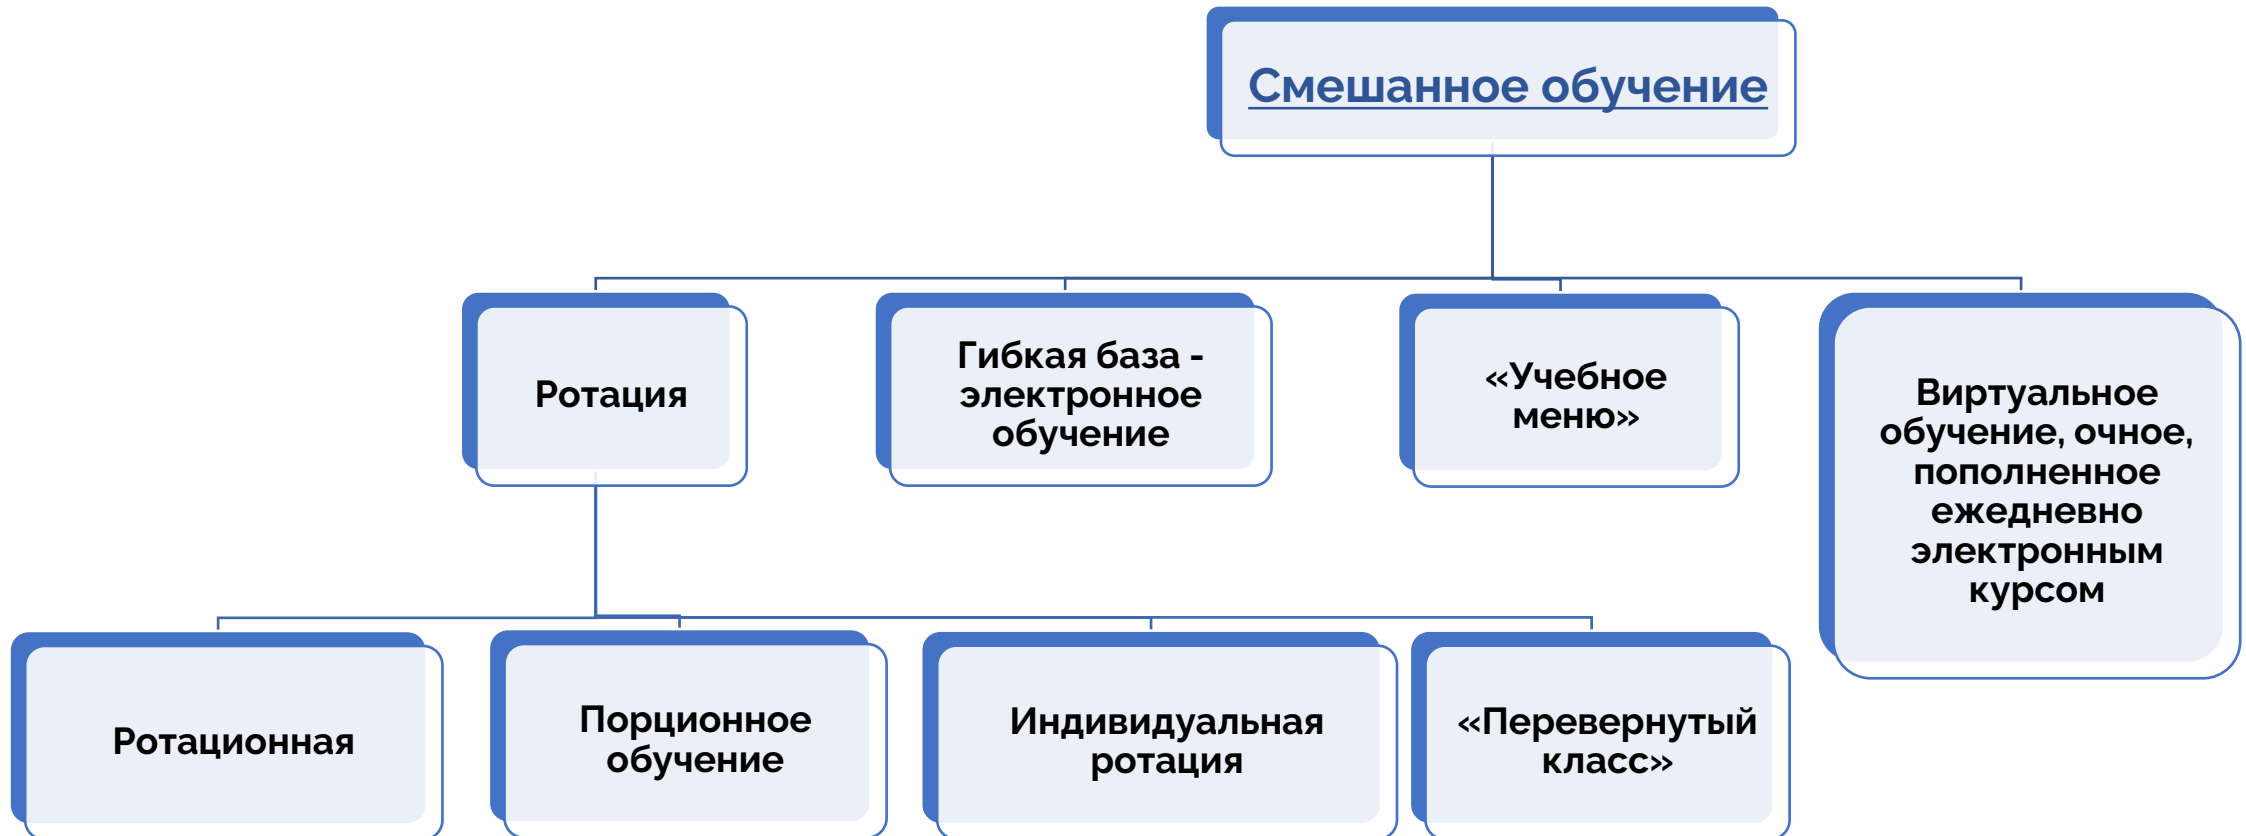 Смешанное обучение
Ротация
Гибкая база -
электронное
обучение
«Учебное
меню»
Виртуальное
обучение, очное,
пополненное
ежедневно
электронным
курсом
Ротационная
Порционное
обучение
Индивидуальная
ротация
«Перевернутый
класс»